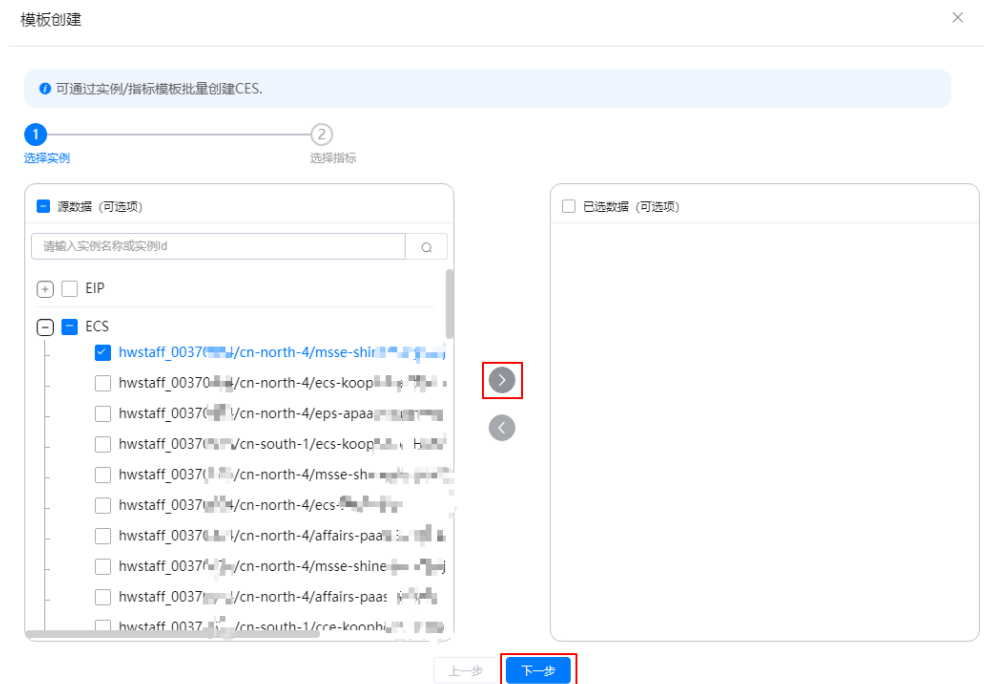 模板创建
可通过实例/指标模板批量创建CES.
1
2
选择实例
选择指标
源数据 (可选项)
已选数据 (可选项)
请输入实例名称或实例Id
EIP
ECS
hwstaff_0037 /cn-north-4/msse-shin
hwstaff_0037 /cn-north-4/ecs-koop
hwstaff_0037 /cn-north-4/eps-apaa
hwstaff_0037 /cn-south-1/ecs-koop
hwstaff_0037 /cn-north-4/msse-sh
hwstaff_0037 /cn-north-4/ecs-
hwstaff_0037 /cn-north-4/affairs-paa
hwstaff_0037 /cn-north-4/msse-shine
hwstaff_0037 /cn-north-4/affairs-paas
hwstaff_0037 /cn-south-1/cce-kooph
上一步
下一步